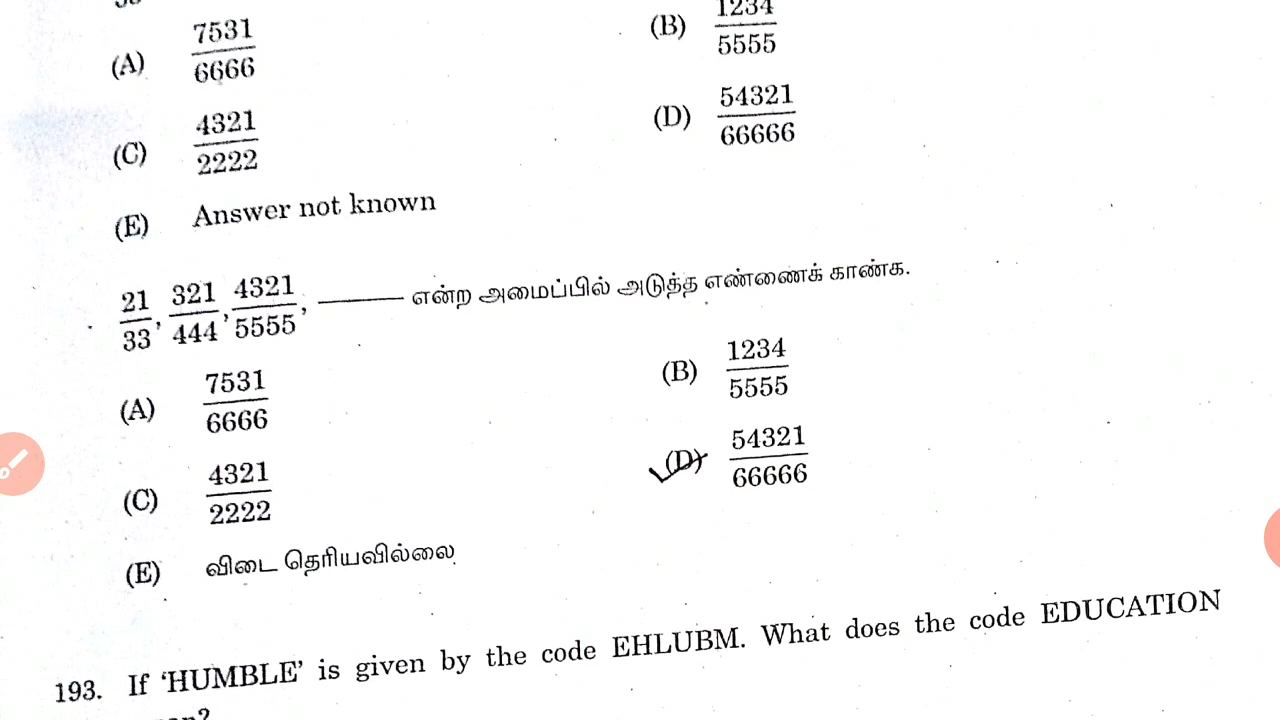 (A) 7531/6666 (B) 1234/5555
(C) 4321/2222 (D) 54321/66666
(E) Answer not known
21/33, 321/444, 4321/5555, ——— என்ற அமைப்பில் அடுத்த எண்ணைக் காண்க.
(A) 7531/6666 (B) 1234/5555
(C) 4321/2222 (D) 54321/66666
(E) விடை தெரியவில்லை
193. If ‘HUMBLE’ is given by the code EHLUBM. What does the code EDUCATION